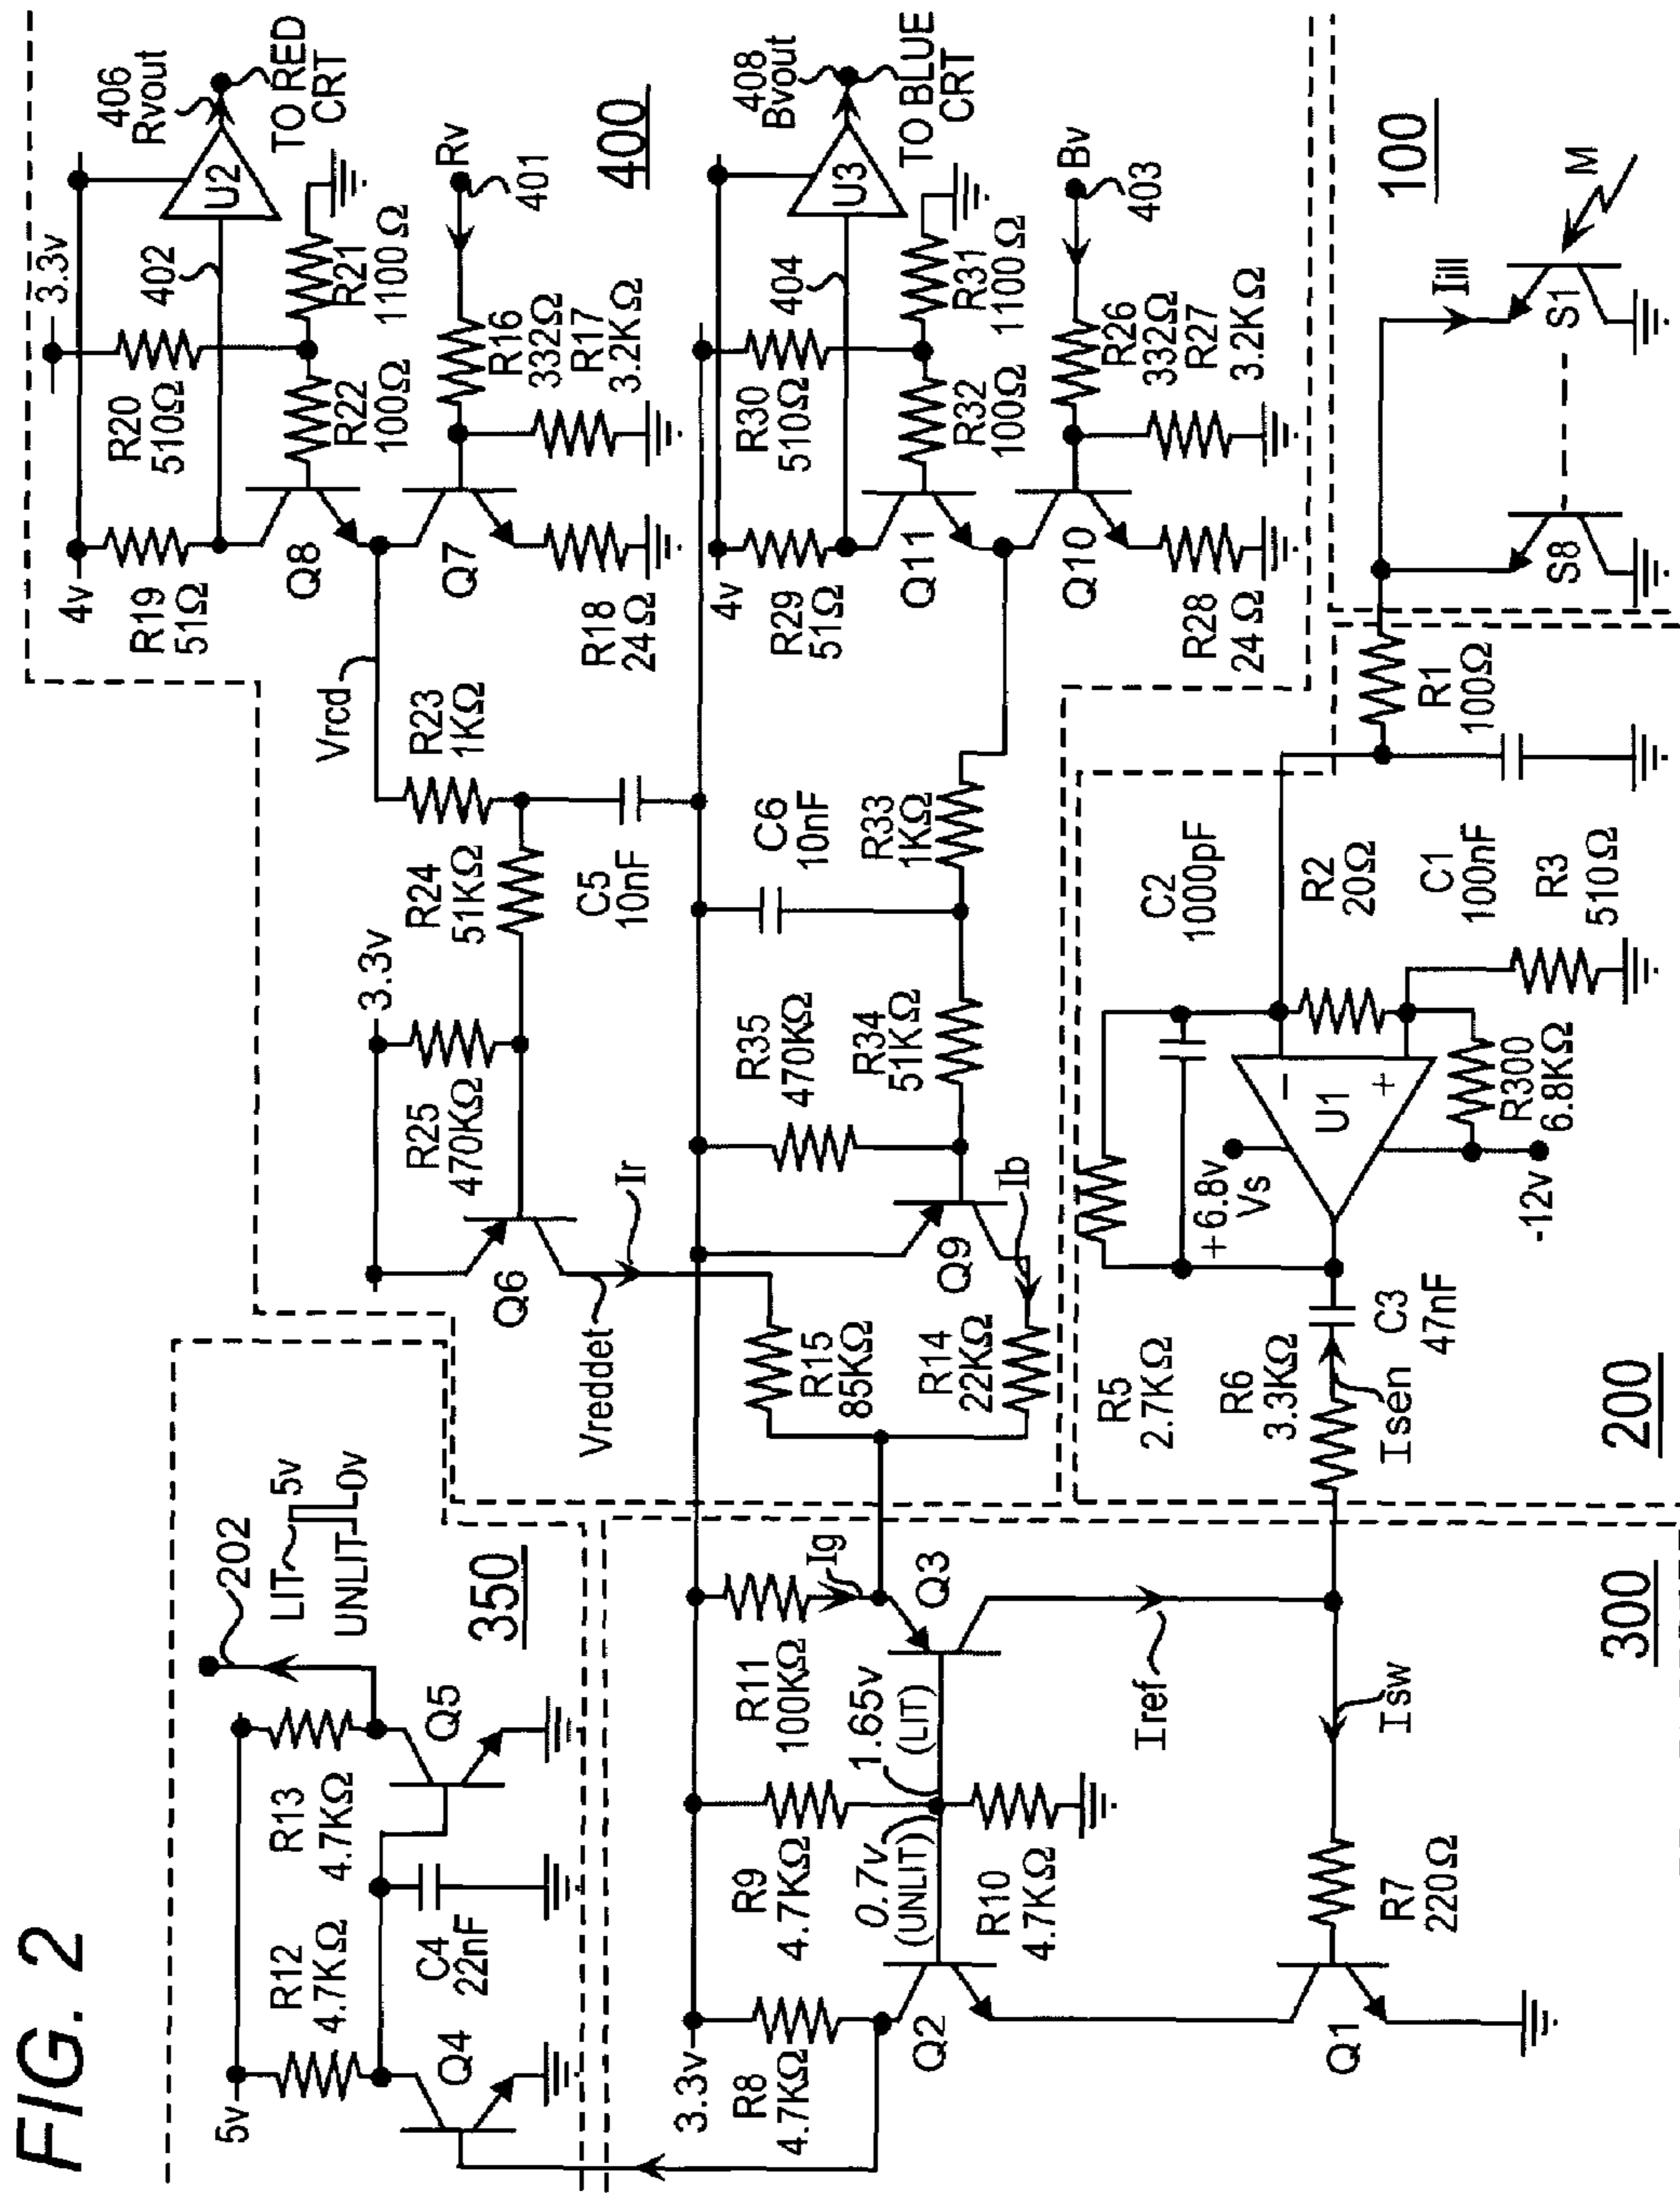 FIG. 2
5v
R12
4.7KΩ
R13
4.7KΩ
202
LIT
5v
UNLIT
0v
Q4
C4
22nF
Q5
350
3.3v
R8
4.7KΩ
R9
4.7KΩ
R11
100KΩ
Ig
0.7v
(UNLIT)
1.65v
(LIT)
Q3
Q2
R10
4.7KΩ
Iref
Isw
Q1
R7
220Ω
300
3.3v
R25
470KΩ
R24
51KΩ
R23
1KΩ
Vrcd
C5
10nF
Q6
Ir
Vreddet
R15
85KΩ
R14
22KΩ
Ib
Q9
R35
470KΩ
R34
51KΩ
C6
10nF
R33
1KΩ
4v
R19
51Ω
R20
510Ω
3.3v
402
U2
406
Rvout
TO RED
CRT
Q8
R22
100Ω
R21
1100Ω
Q7
R16
332Ω
R17
3.2KΩ
Rv
401
R18
24Ω
400
4v
R29
51Ω
R30
510Ω
404
U3
408
Bvout
TO BLUE
CRT
Q11
R32
100Ω
R31
1100Ω
Q10
R26
332Ω
R27
3.2KΩ
Bv
403
R28
24Ω
R5
2.7KΩ
C2
1000pF
+6.8v
Vs
R6
3.3KΩ
Isen
C3
47nF
U1
−
+
R2
20Ω
C1
100nF
R3
510Ω
R300
6.8KΩ
-12v
200
R1
100Ω
Iill
S8
S1
M
100